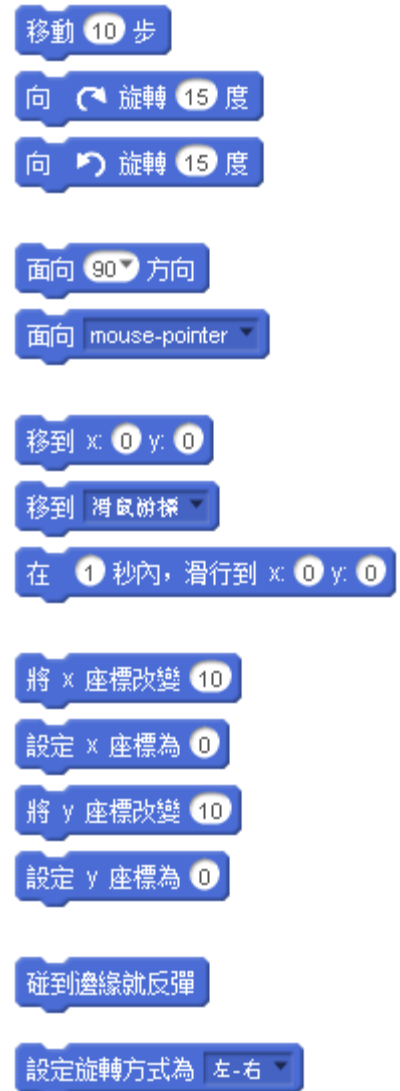 移動 10 步
向 旋轉 15 度
向 旋轉 15 度
面向 90 方向
面向 mouse-pointer
移到 x: 0 y: 0
移到 滑鼠游標
在 1 秒內，滑行到 x: 0 y: 0
將 x 座標改變 10
設定 x 座標為 0
將 y 座標改變 10
設定 y 座標為 0
碰到邊緣就反彈
設定旋轉方式為 左-右